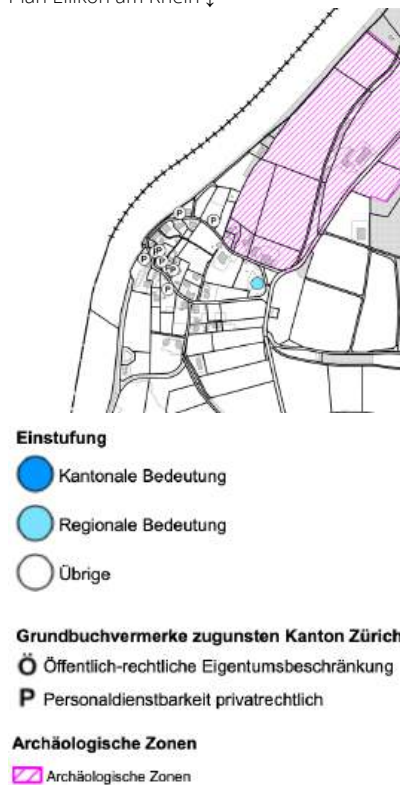 Plan Ellikon am Rhein ↓
P
P
P
P
P
P
P
P
Einstufung
Kantonale Bedeutung
Regionale Bedeutung
Übrige
Grundbuchvermerke zugunsten Kanton Zürich
Ö Öffentlich-rechtliche Eigentumsbeschränkung
P Personaldienstbarkeit privatrechtlich
Archäologische Zonen
Archäologische Zonen